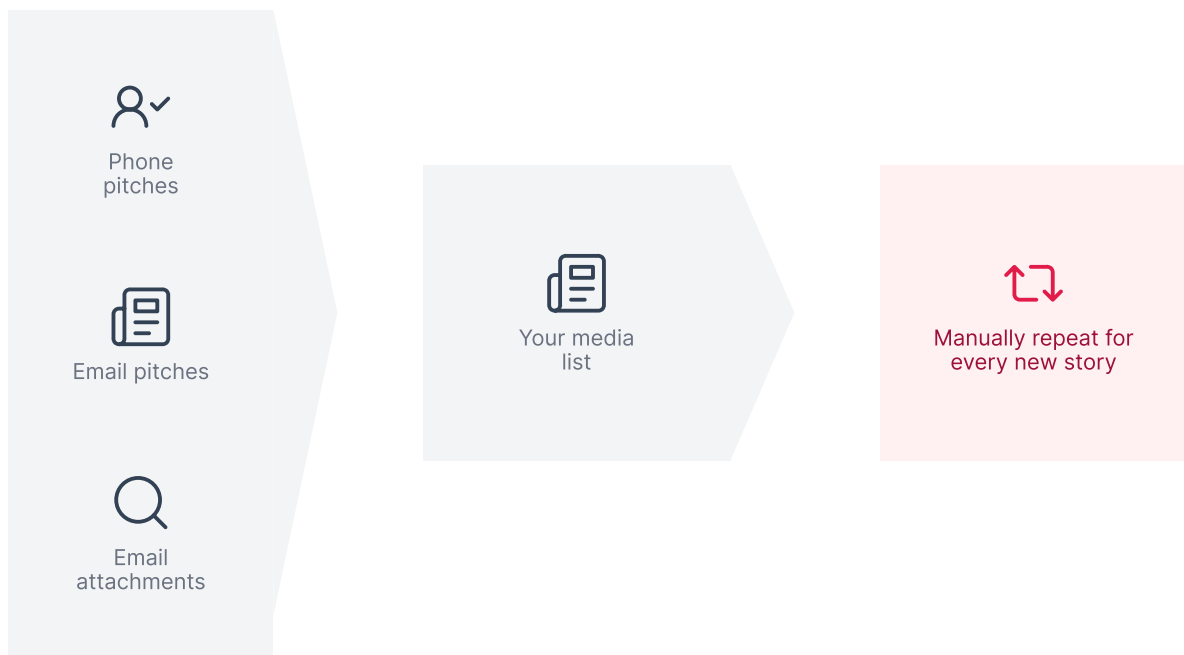 Phone
pitches
Email pitches
Email
attachments
Your media
list
Manually repeat for
every new story